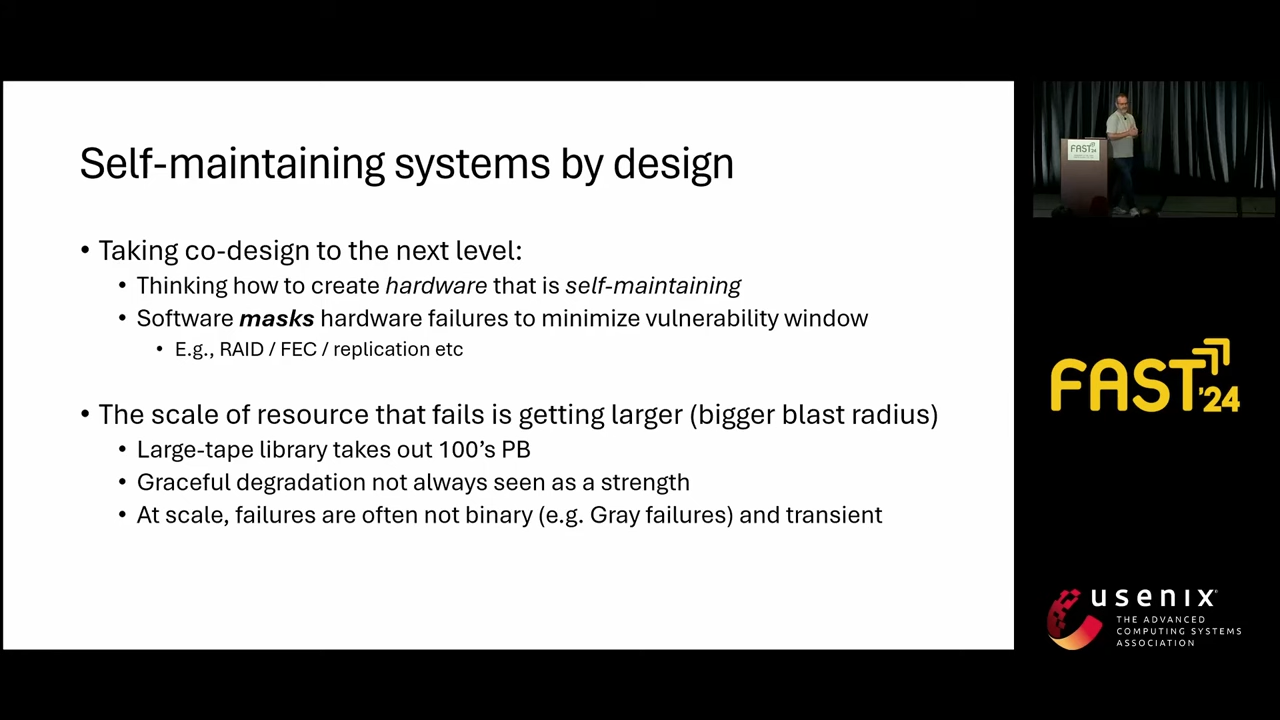 Self-maintaining systems by design
• Taking co-design to the next level:
• Thinking how to create hardware that is self-maintaining
• Software masks hardware failures to minimize vulnerability window
• E.g., RAID / FEC / replication etc
• The scale of resource that fails is getting larger (bigger blast radius)
• Large-tape library takes out 100's PB
• Graceful degradation not always seen as a strength
• At scale, failures are often not binary (e.g. Gray failures) and transient
FAST
FAST '24
usenix
THE ADVANCED
COMPUTING SYSTEMS
ASSOCIATION